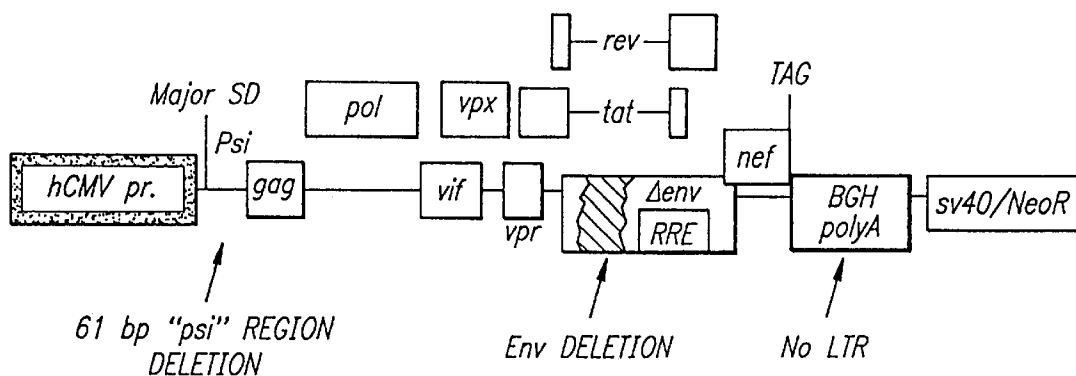 rev
TAG
Major SD
pol
vpx
tat
Psi
nef
hCMV pr.
gag
vif
vpr
Δenv
RRE
BGH
polyA
sv40/NeoR
61 bp "psi" REGION
DELETION
Env DELETION
No LTR